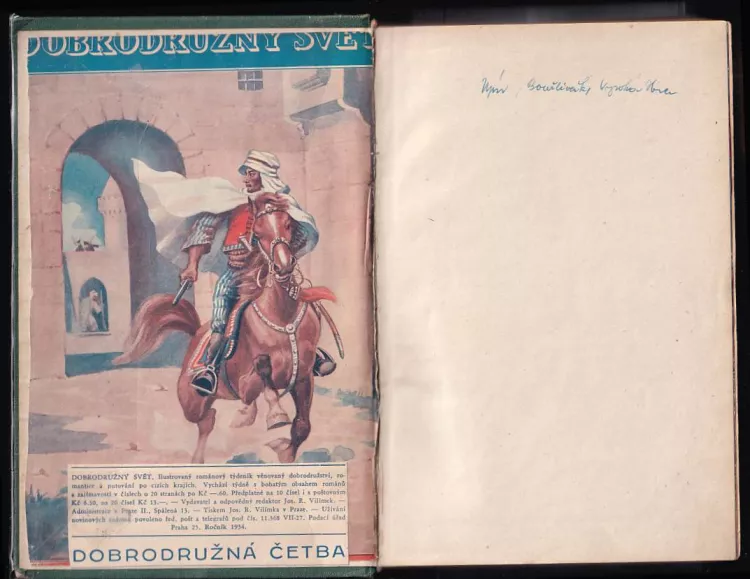 DOBRODRUŽNÝ SVĚT
DOBRODRUŽNÝ SVĚT, Ilustrovaný románový týdeník věnovaný dobrodružství, ro-
mantice a putování po cizích krajích. Vychází týdně s bohatým obsahem románů
a zajímavostí v číslech o 20 stranách po Kč —.60. Předplatné na 10 čísel i s poštovným
Kč 6.50, na 20 čísel Kč 13.—. — Vydavatel a odpovědný redaktor Jos. R. Vilímek. —
Administrace v Praze II., Spálená 13. — Tiskem Jos. R. Vilímka v Praze. — Užívání
novinových známek povoleno řed. pošt a telegrafů pod čís. 11.368 VII-27. Podací úřad
Praha 25. Ročník 1934.
DOBRODRUŽNÁ ČETBA